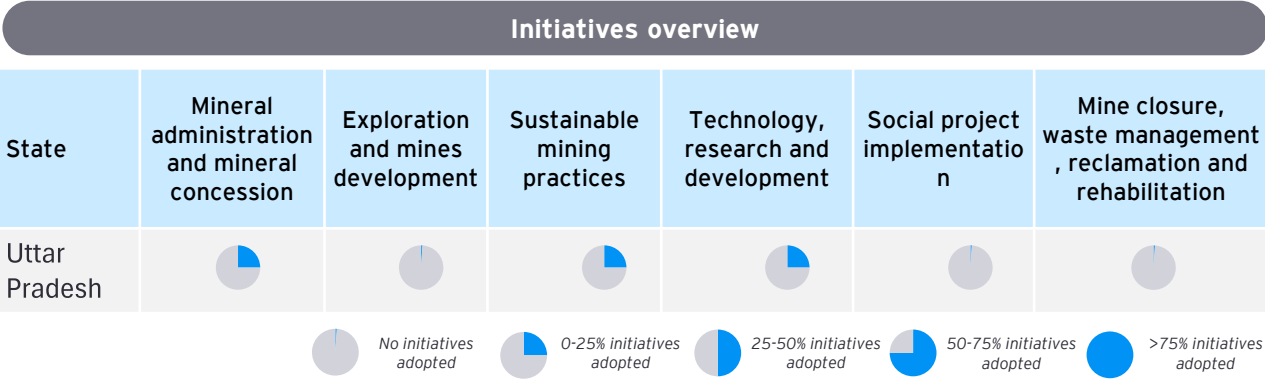 Initiatives overview
State
Mineral
administration
and mineral
concession
Exploration
and mines
development
Sustainable
mining
practices
Technology,
research and
development
Social project
implementatio
n
Mine closure,
waste management
, reclamation and
rehabilitation
Uttar
Pradesh
No initiatives
adopted
0-25% initiatives
adopted
25-50% initiatives
adopted
50-75% initiatives
adopted
>75% initiatives
adopted